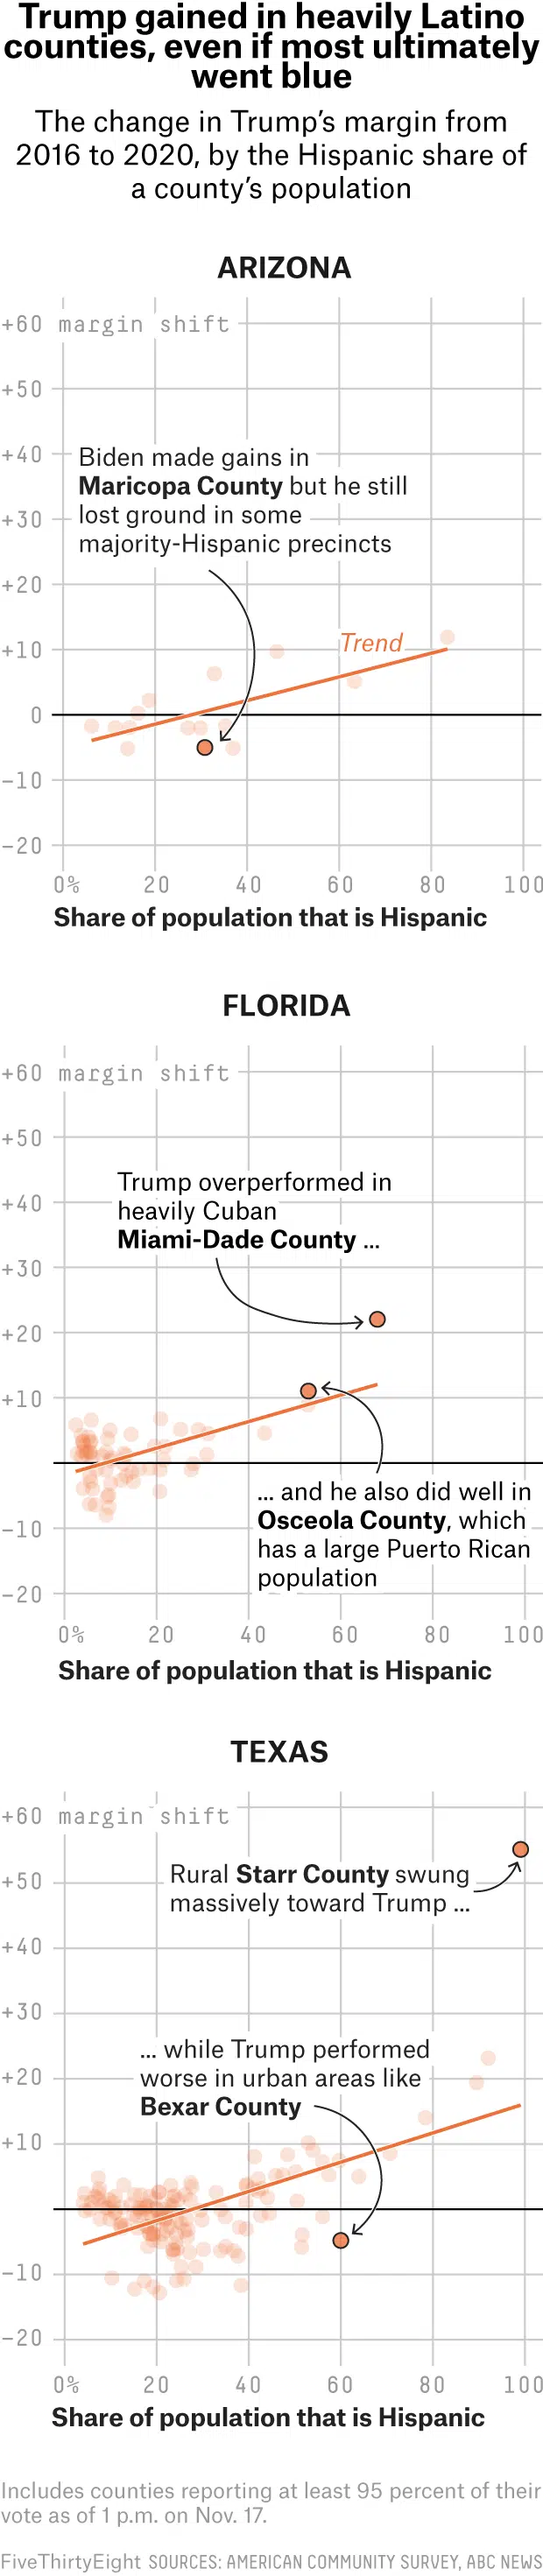 Trump gained in heavily Latino
counties, even if most ultimately
went blue
The change in Trump’s margin from
2016 to 2020, by the Hispanic share of
a county’s population
ARIZONA
+60 margin shift
+50
+40
Biden made gains in
Maricopa County but he still
lost ground in some
majority-Hispanic precincts
+30
+20
+10
Trend
0
−10
−20
0% 20 40 60 80 100
Share of population that is Hispanic
FLORIDA
+60 margin shift
+50
+40
Trump overperformed in
heavily Cuban
Miami-Dade County ...
+30
+20
+10
... and he also did well in
Osceola County, which
has a large Puerto Rican
population
−10
−20
0% 20 40 60 80 100
Share of population that is Hispanic
TEXAS
+60 margin shift
+50
Rural Starr County swung
massively toward Trump ...
+40
+30
... while Trump performed
worse in urban areas like
Bexar County
+20
+10
−10
−20
0% 20 40 60 80 100
Share of population that is Hispanic
Includes counties reporting at least 95 percent of their
vote as of 1 p.m. on Nov. 17.
FiveThirtyEight SOURCES: AMERICAN COMMUNITY SURVEY, ABC NEWS